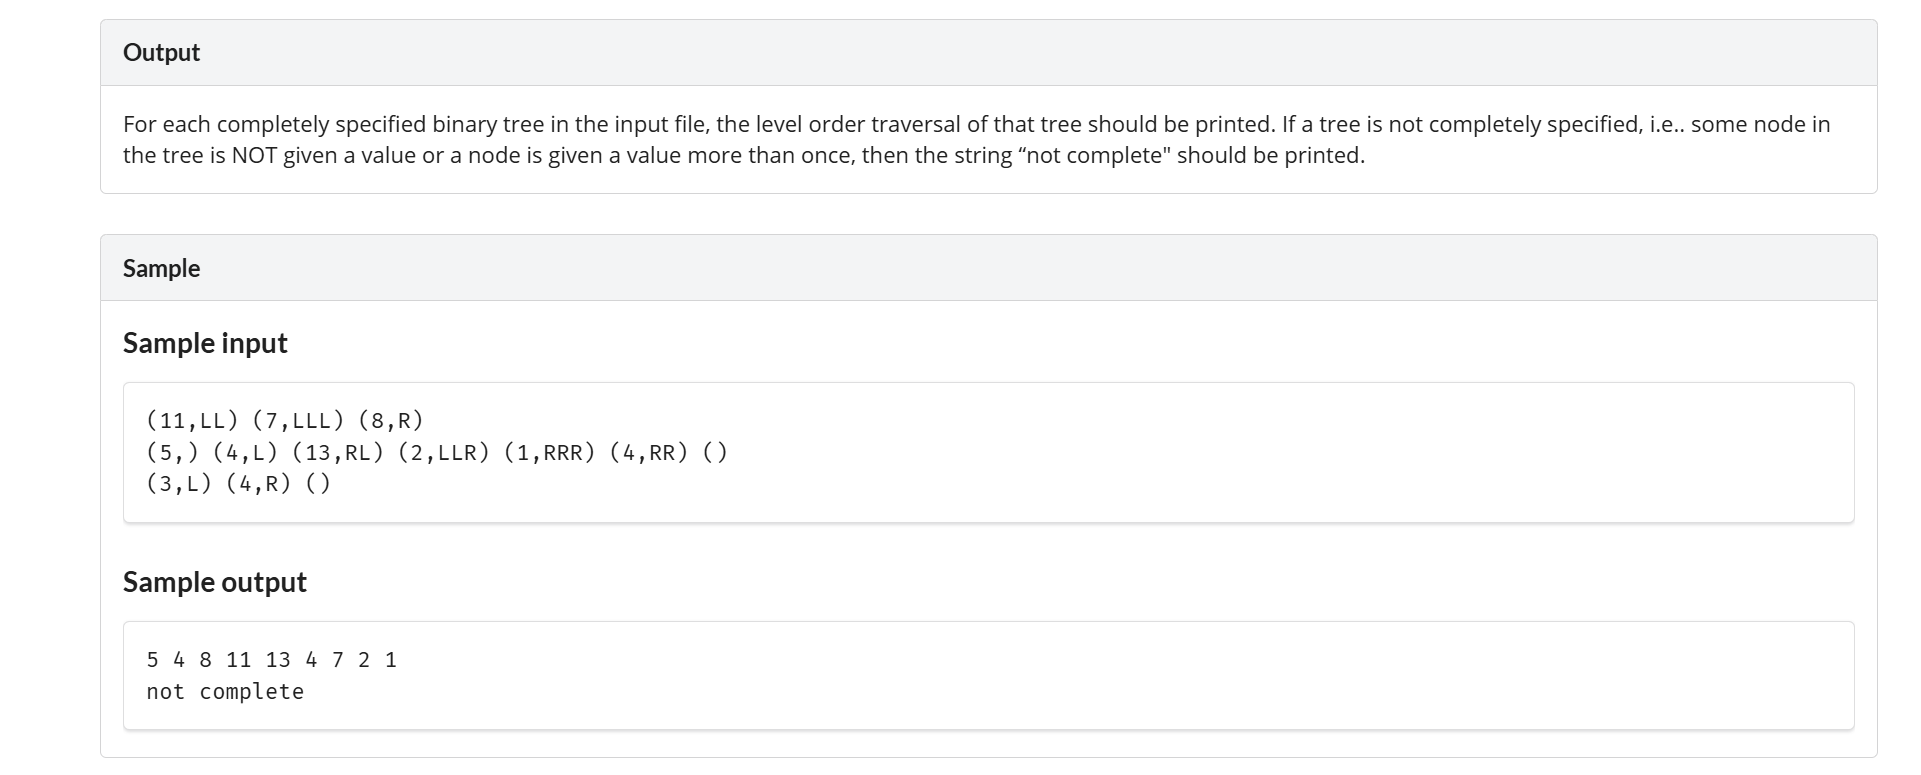 Output
For each completely specified binary tree in the input file, the level order traversal of that tree should be printed. If a tree is not completely specified, i.e.. some node in
the tree is NOT given a value or a node is given a value more than once, then the string “not complete" should be printed.
Sample
Sample input
(11,LL) (7,LLL) (8,R)
(5,) (4,L) (13,RL) (2,LLR) (1,RRR) (4,RR) ()
(3,L) (4,R) ()
Sample output
5 4 8 11 13 4 7 2 1
not complete